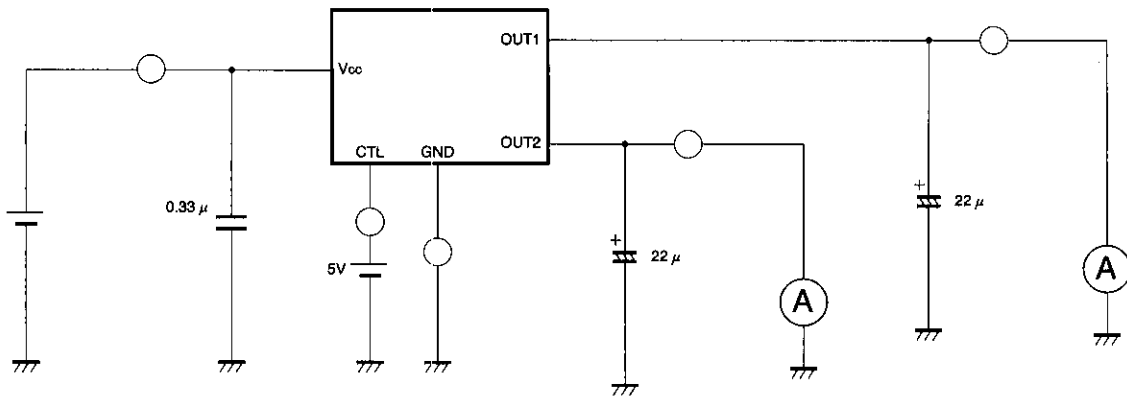 OUT1
Vcc
OUT2
CTL GND
0.33 μ
+
22 μ
5V
+
22 μ
A
A